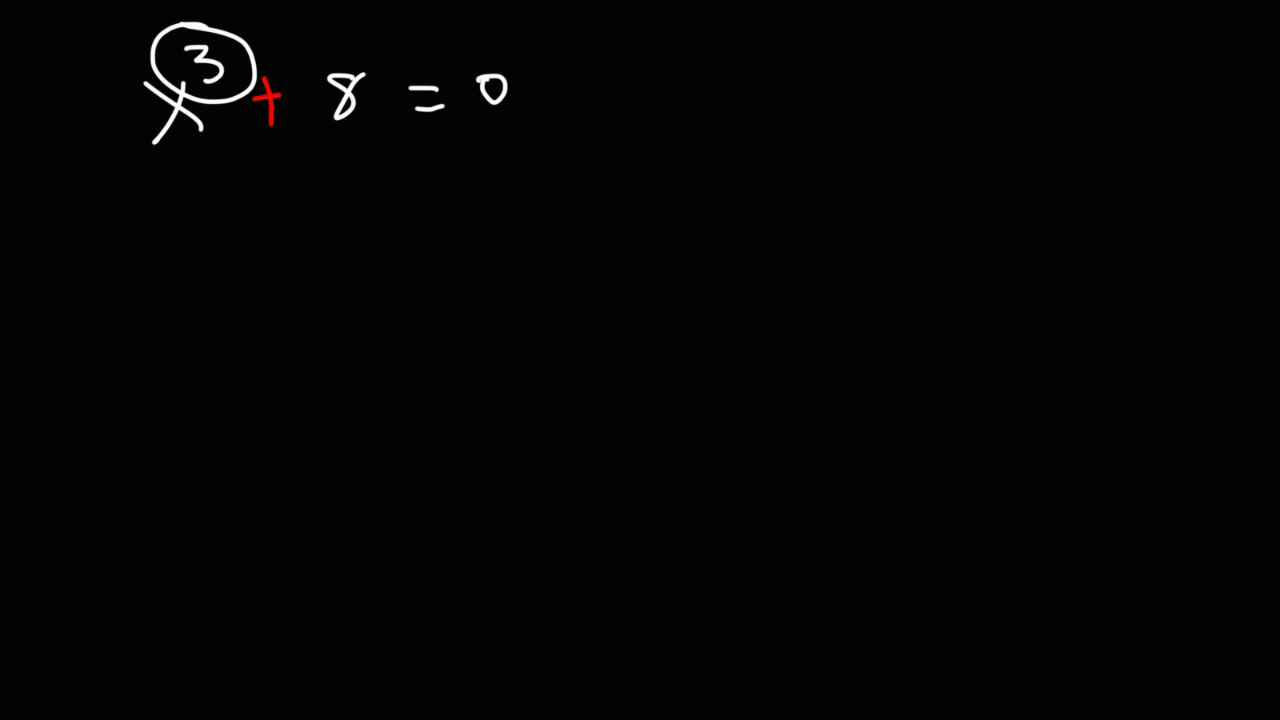 x³ + 8 = 0